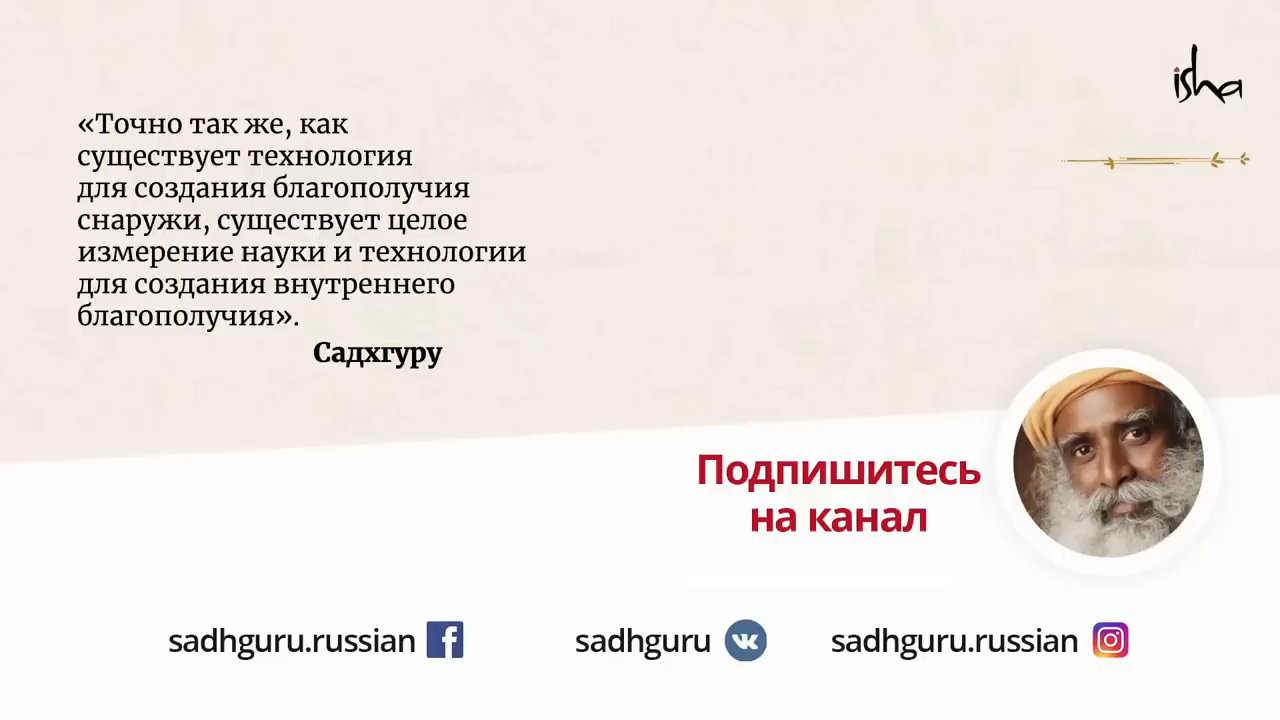 isha
«Точно так же, как
существует технология
для создания благополучия
снаружи, существует целое
измерение науки и технологии
для создания внутреннего
благополучия».
Садхгуру
Подпишитесь
на канал
sadhguru.russian
sadhguru
sadhguru.russian